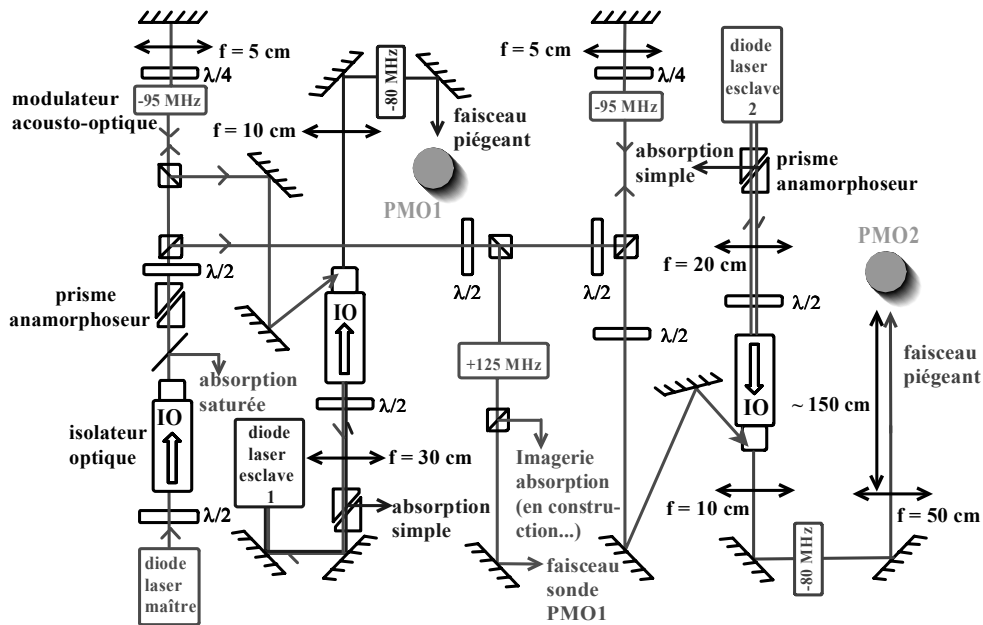 f = 5 cm
λ/4
modulateur
acousto-optique
-95 MHz
f = 10 cm
-80 MHz
faisceau
piégeant
PMO1
f = 5 cm
λ/4
-95 MHz
diode
laser
esclave
2
absorption
simple
prisme
anamorphoseur
f = 20 cm
PMO2
λ/2
prisme
anamorphoseur
absorption
saturée
IO
isolateur
optique
λ/2
diode
laser
maître
IO
λ/2
diode
laser
esclave
1
f = 30 cm
absorption
simple
λ/2
λ/2
+125 MHz
Imagerie
absorption
(en constru-
ction...)
faisceau
sonde
PMO1
λ/2
λ/2
IO
~ 150 cm
faisceau
piégeant
f = 10 cm
f = 50 cm
-80 MHz